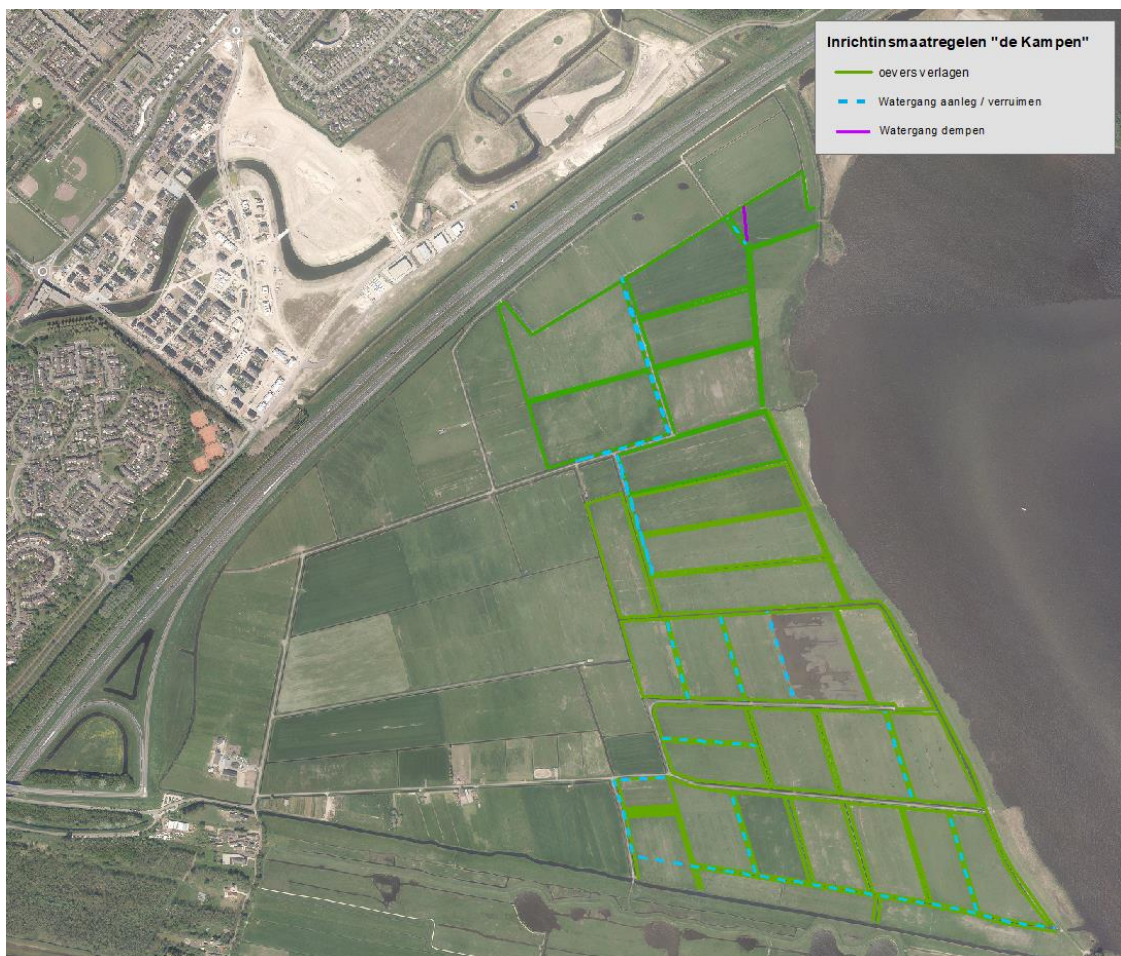 Inrichtinsmaatregelen "de Kampen"
oevers verlagen
Watergang aanleg / verruimen
Watergang dempen